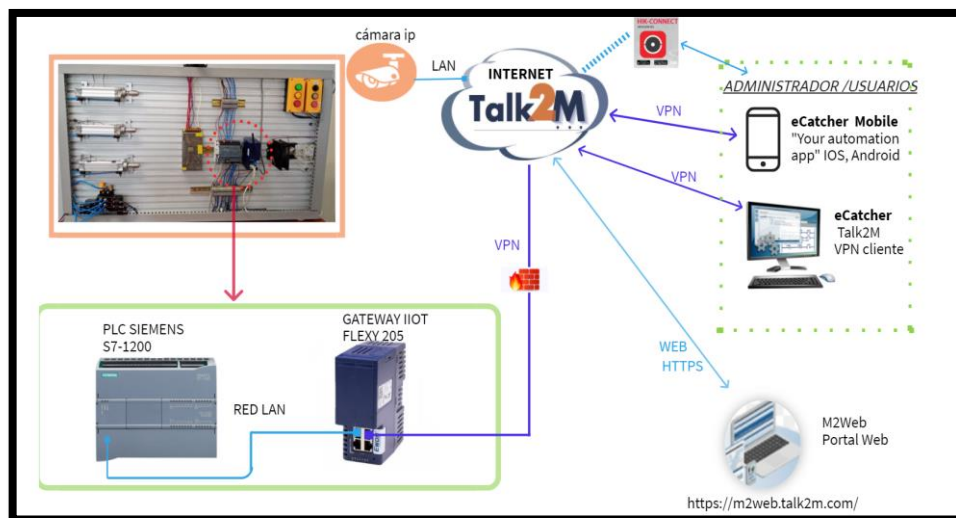 cámara ip
LAN
INTERNET
Talk2M
HIK-CONNECT
ADMINISTRADOR /USUARIOS
VPN
eCatcher Mobile
"Your automation
app" IOS, Android
VPN
eCatcher
Talk2M
VPN cliente
VPN
PLC SIEMENS
S7-1200
GATEWAY IIOT
FLEXY 205
RED LAN
WEB
HTTPS
M2Web
Portal Web
https://m2web.talk2m.com/